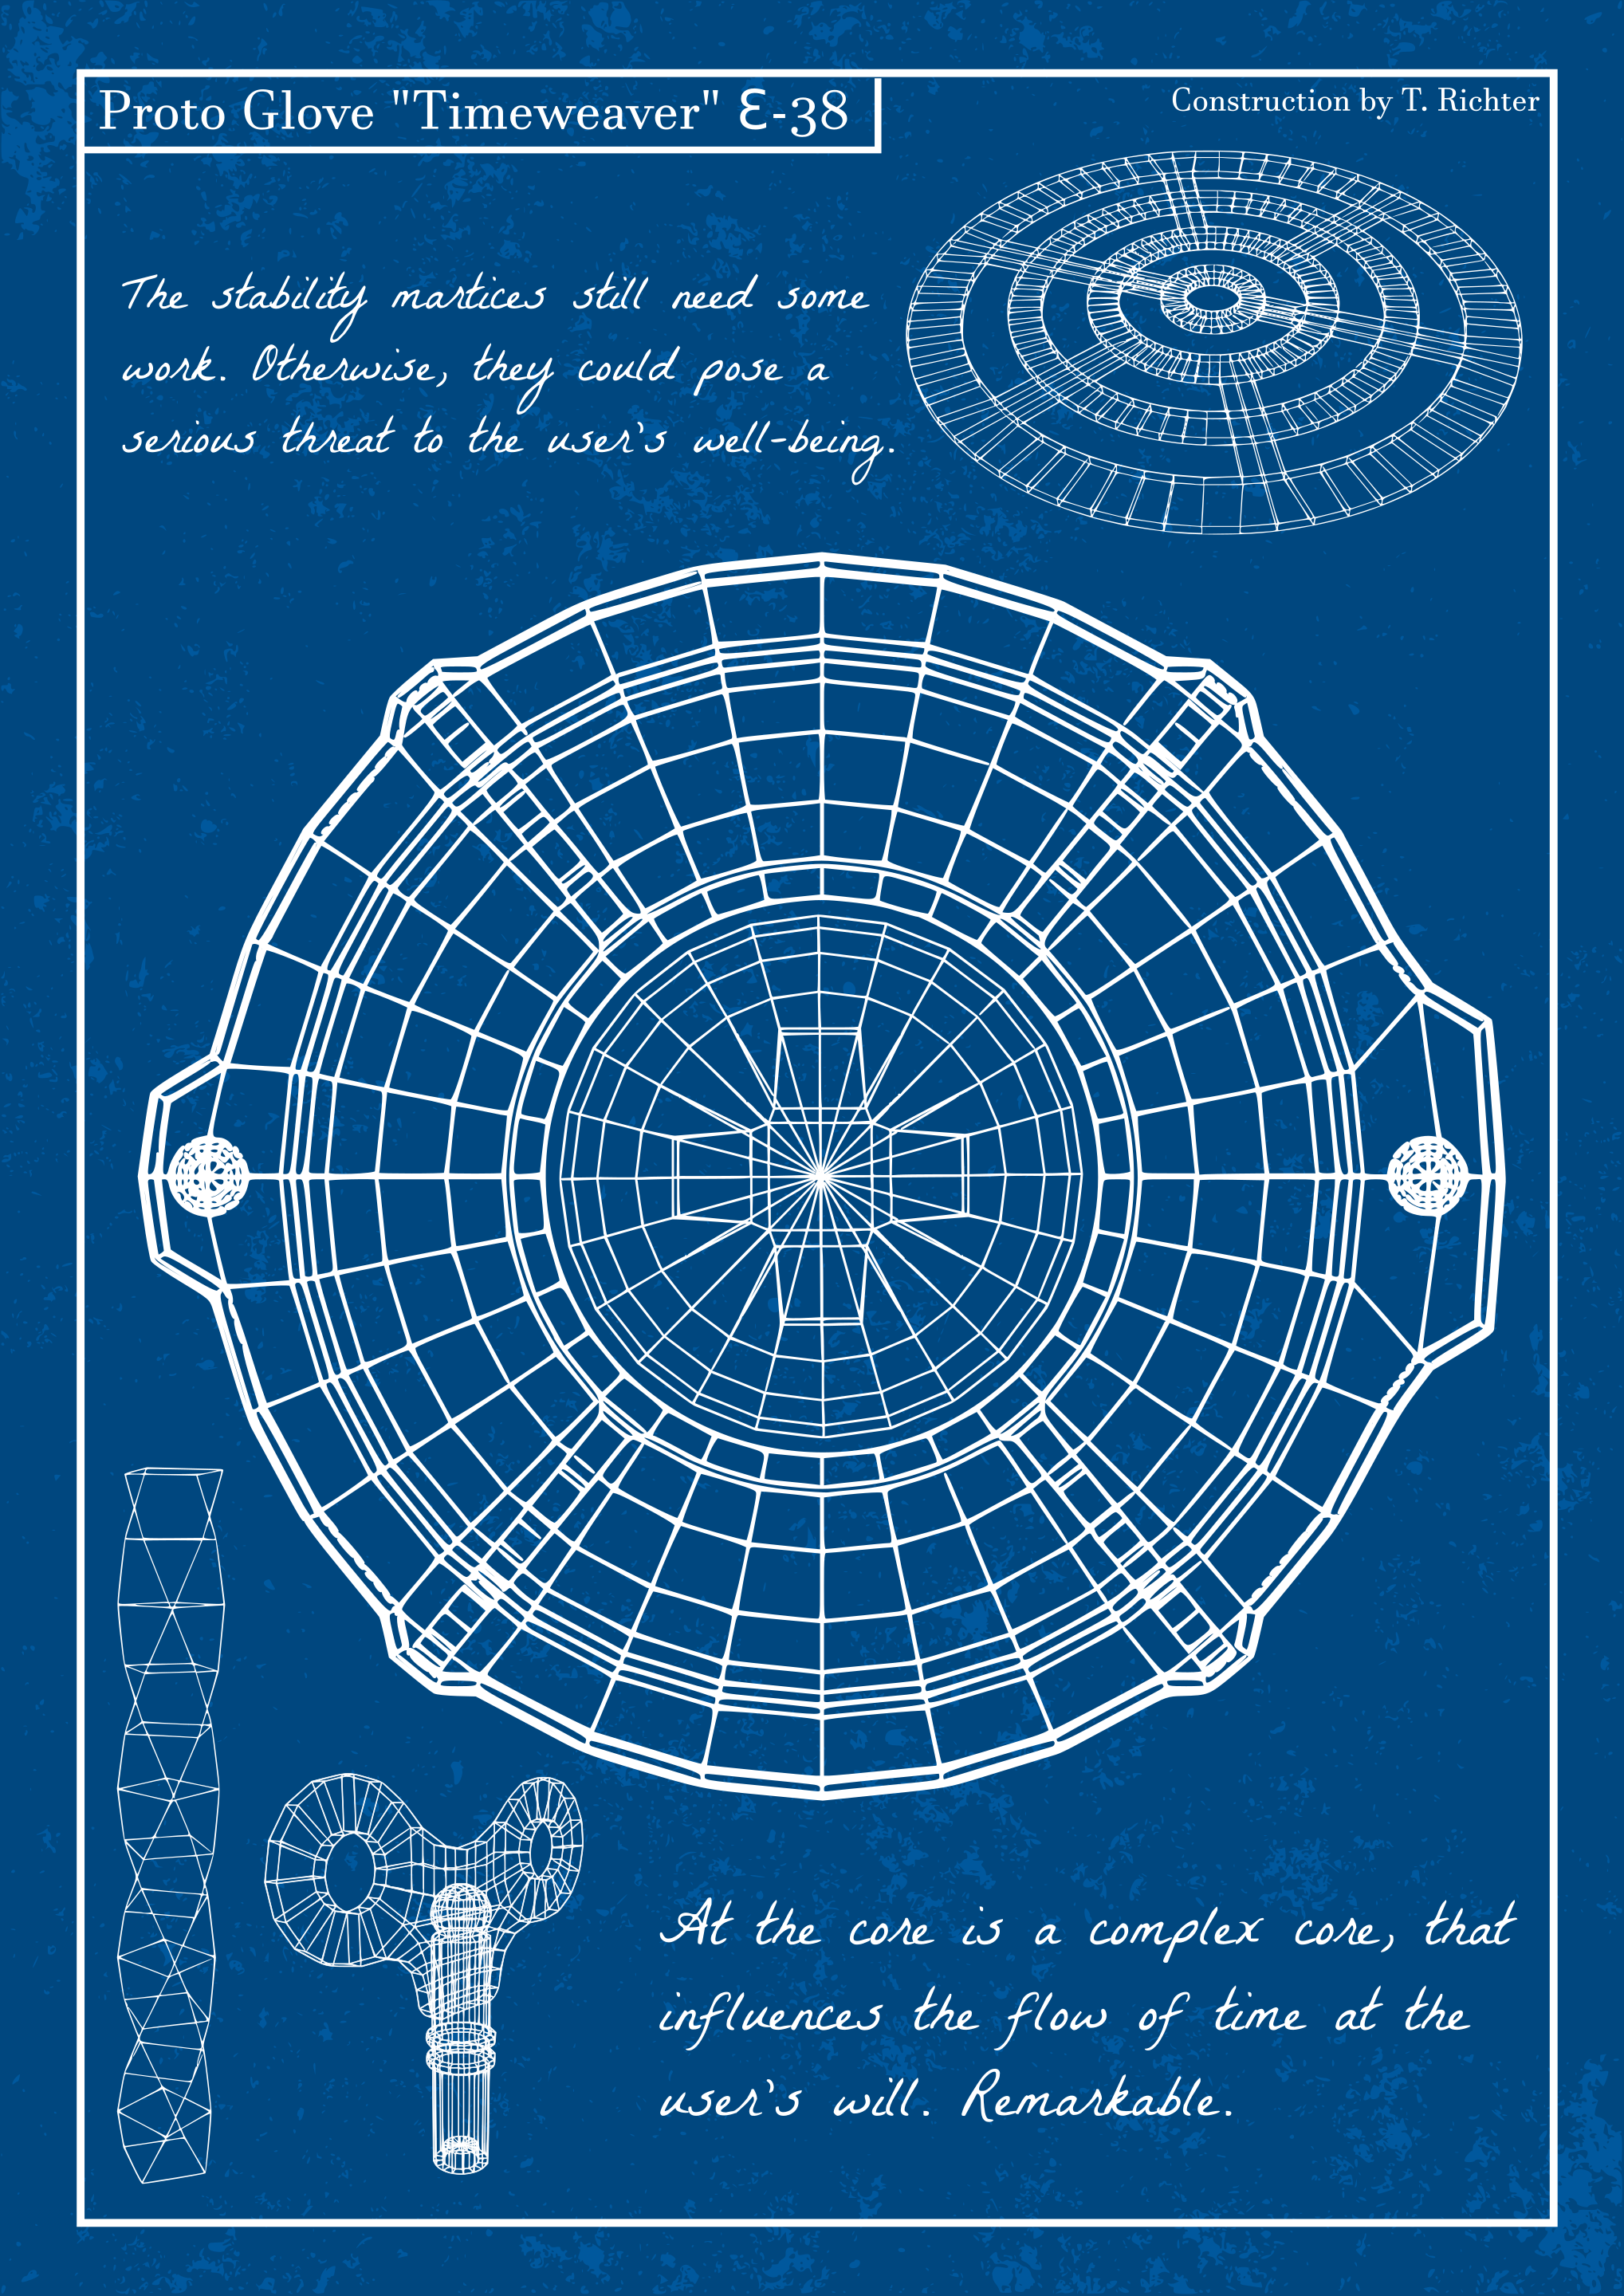 Proto Glove "Timeweaver" Ɛ-38
Construction by T. Richter
The stability martices still need some
work. Otherwise, they could pose a
serious threat to the user's well-being.
At the core is a complex core, that
influences the flow of time at the
user's will. Remarkable.